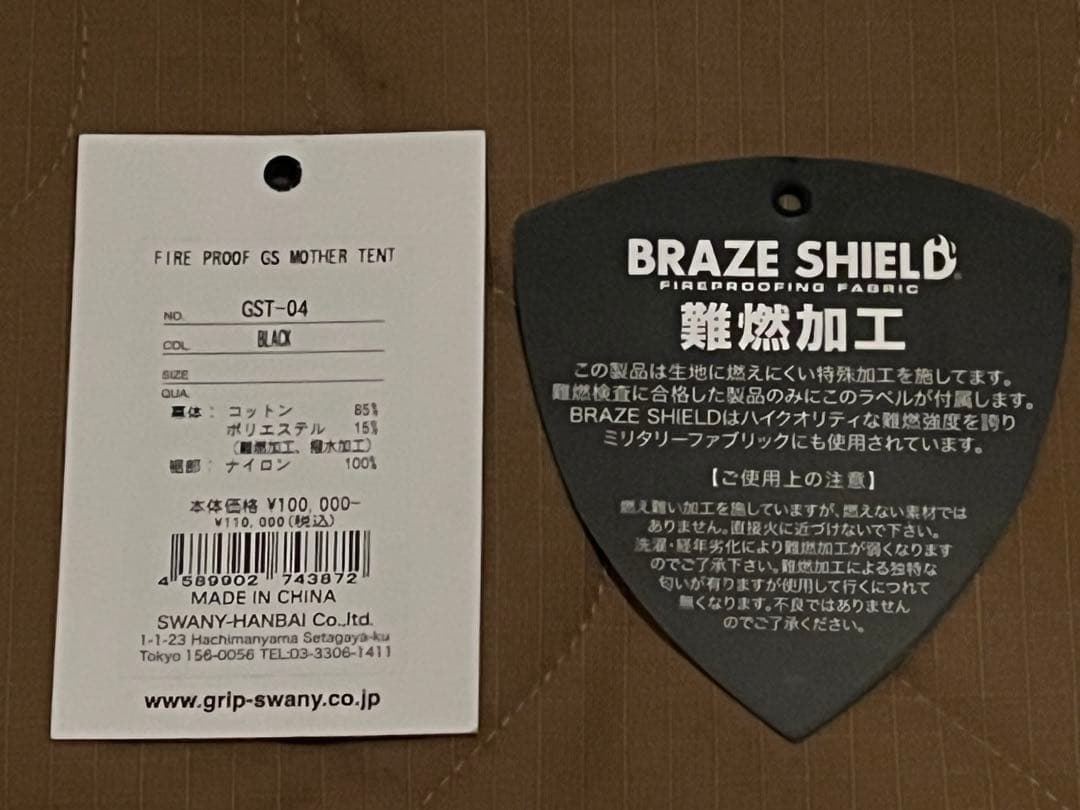 FIRE PROOF GS MOTHER TENT
NO. GST-04
COL. BLACK
SIZE
QUA.
幕体: コットン 85%
ポリエステル 15%
(難燃加工、撥水加工)
裾部: ナイロン 100%
本体価格 ¥100,000-
¥110,000(税込)
4 589902 743872
MADE IN CHINA
SWANY-HANBAI Co.,ltd.
1-1-23 Hachimanyama Setagaya-ku
Tokyo 156-0056 TEL:03-3306-1411
www.grip-swany.co.jp
BRAZE SHIELD
FIREPROOFING FABRIC
難燃加工
この製品は生地に燃えにくい特殊加工を施してます。
難燃検査に合格した製品のみにこのラベルが付属します。
BRAZE SHIELDはハイクオリティな難燃強度を誇り
ミリタリーファブリックにも使用されています。
【ご使用上の注意】
燃え難い加工を施していますが、燃えない素材では
ありません。直接火に近づけないで下さい。
洗濯・経年劣化により難燃加工が弱くなります
のでご了承下さい。難燃加工による独特な
匂いが有りますが使用して行くにつれて
無くなります。不良ではありません
のでご了承ください。